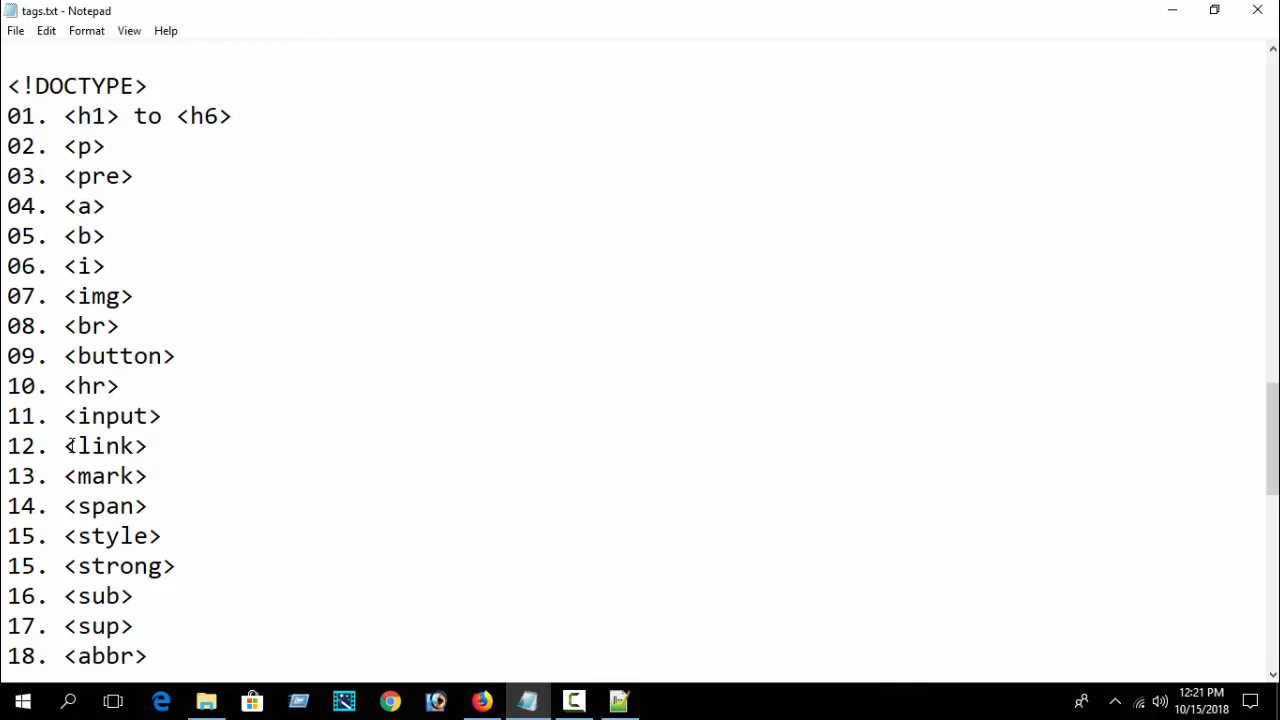 tags.txt - Notepad
File Edit Format View Help
<!DOCTYPE>
01. <h1> to <h6>
02. <p>
03. <pre>
04. <a>
05. <b>
06. <i>
07. <img>
08. <br>
09. <button>
10. <hr>
11. <input>
12. <link>
13. <mark>
14. <span>
15. <style>
15. <strong>
16. <sub>
17. <sup>
18. <abbr>
12:21 PM
10/15/2018